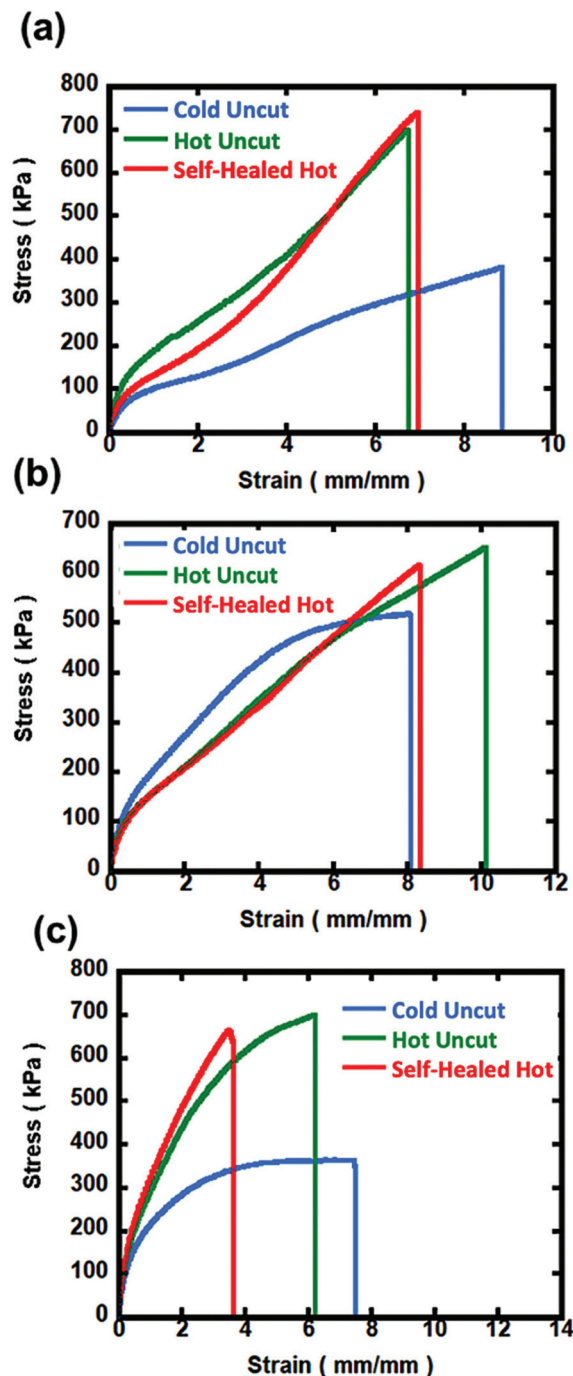 (a)
800
700
600
500
400
300
200
100
0
Stress ( kPa)
Cold Uncut
Hot Uncut
Self-Healed Hot
0 2 4 6 8 10
Strain ( mm/mm)
(b)
700
600
500
400
300
200
100
0
Stress ( kPa)
Cold Uncut
Hot Uncut
Self-Healed Hot
0 2 4 6 8 10 12
Strain ( mm/mm)
(c)
800
700
600
500
400
300
200
100
0
Stress ( kPa)
Cold Uncut
Hot Uncut
Self-Healed Hot
0 2 4 6 8 10 12 14
Strain ( mm/mm)